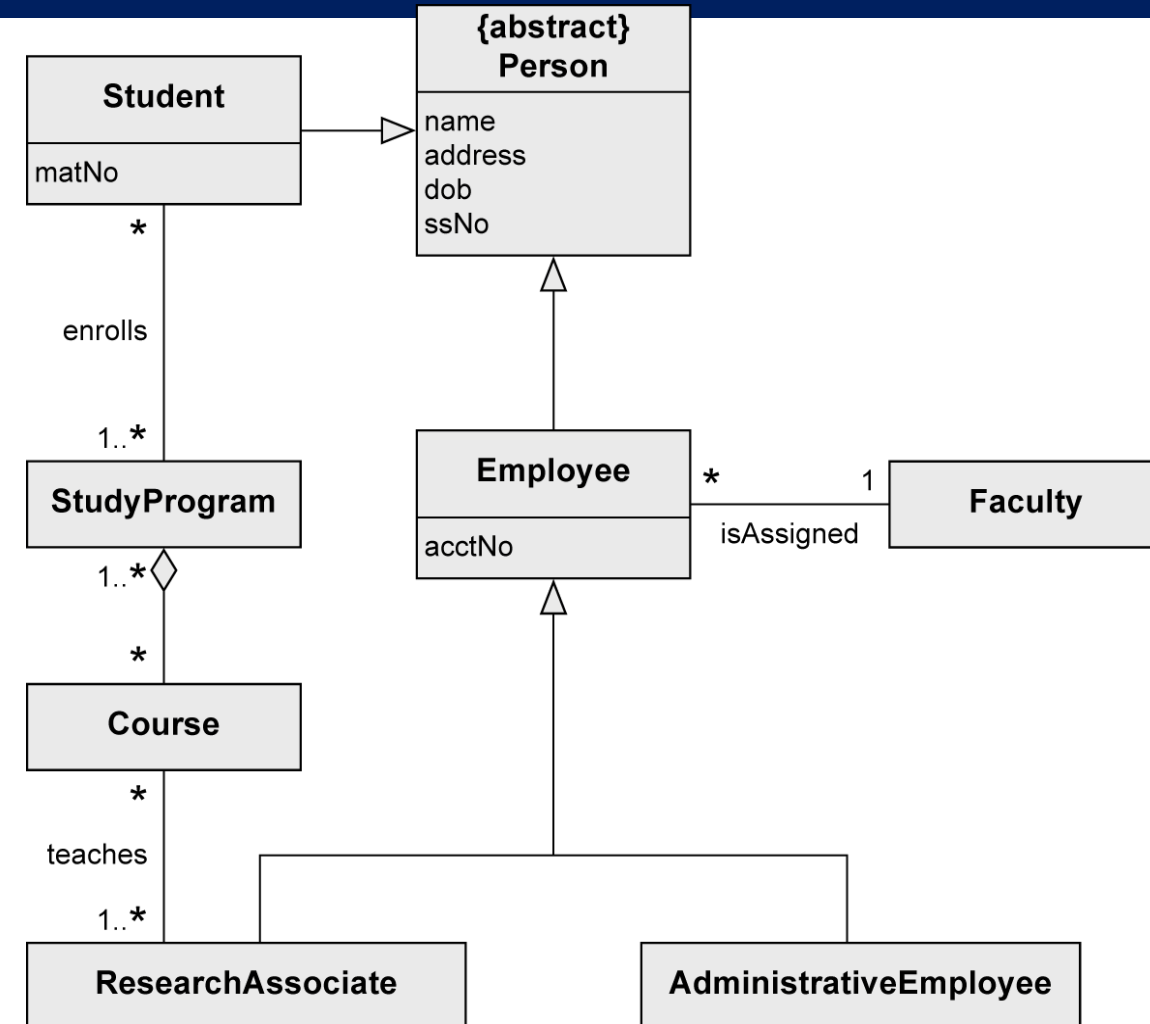 {abstract}
Person
name
address
dob
ssNo
Student
matNo
*
enrolls
1..*
StudyProgram
1..*
*
Course
*
teaches
1..*
Employee
acctNo
*
1
isAssigned
Faculty
ResearchAssociate
AdministrativeEmployee